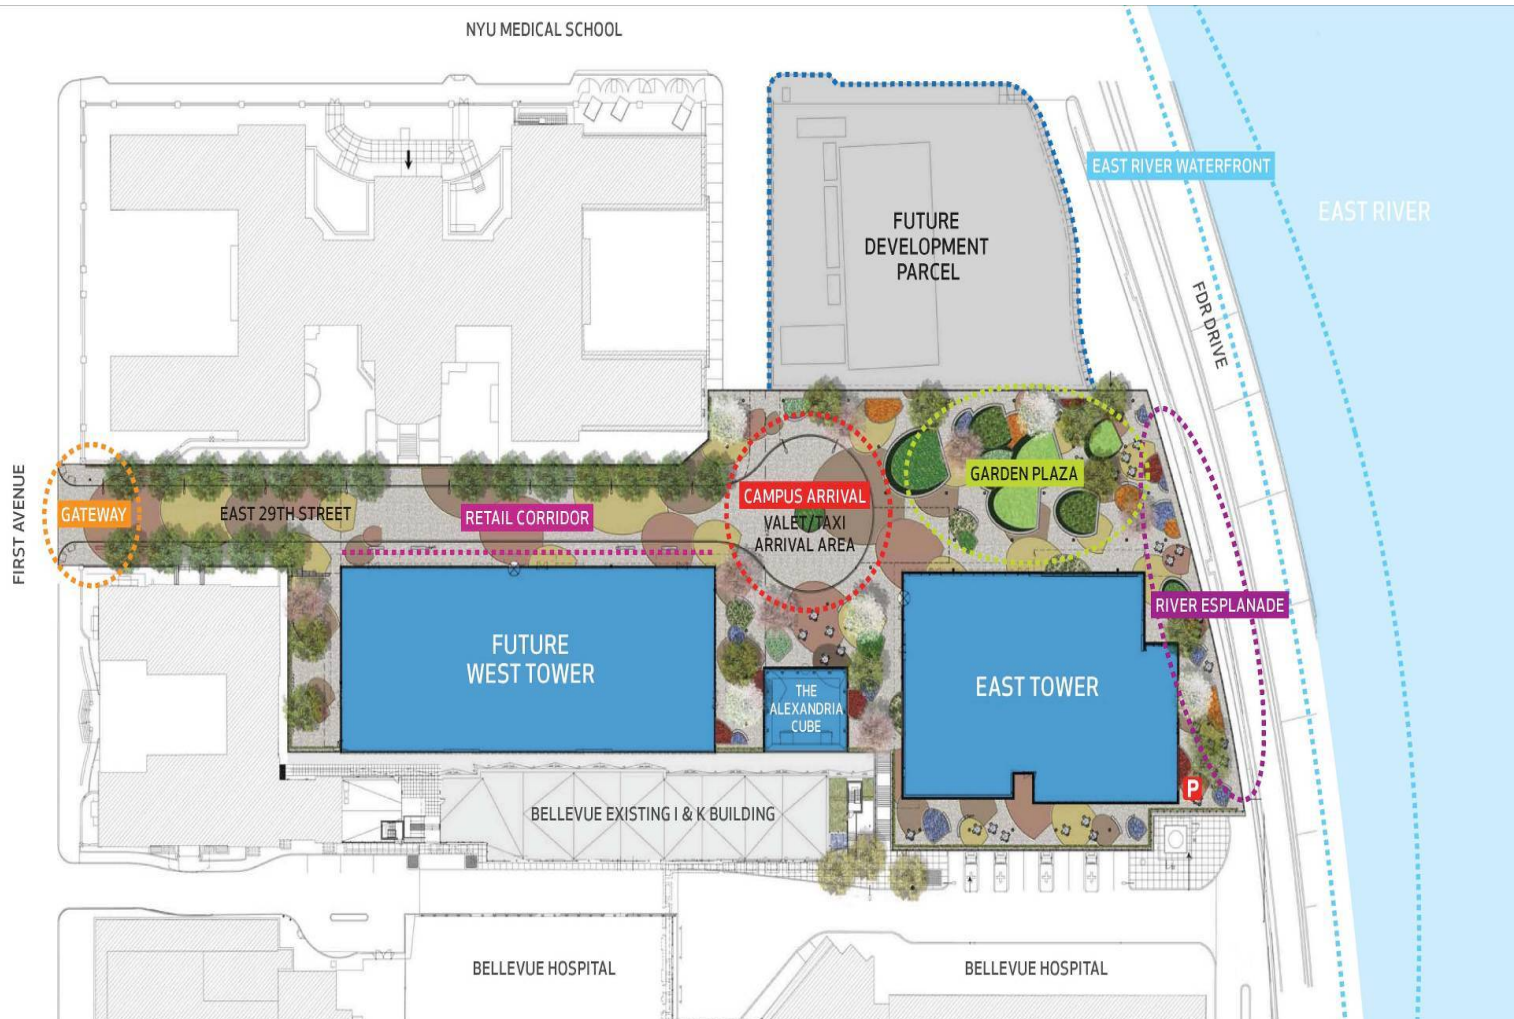 NYU MEDICAL SCHOOL
EAST RIVER WATERFRONT
EAST RIVER
FUTURE
DEVELOPMENT
PARCEL
FDR DRIVE
FIRST AVENUE
GATEWAY
EAST 29TH STREET
RETAIL CORRIDOR
CAMPUS ARRIVAL
VALET/TAXI
ARRIVAL AREA
GARDEN PLAZA
RIVER ESPLANADE
FUTURE
WEST TOWER
THE
ALEXANDRIA
CUBE
EAST TOWER
P
BELLEVUE EXISTING I & K BUILDING
BELLEVUE HOSPITAL
BELLEVUE HOSPITAL